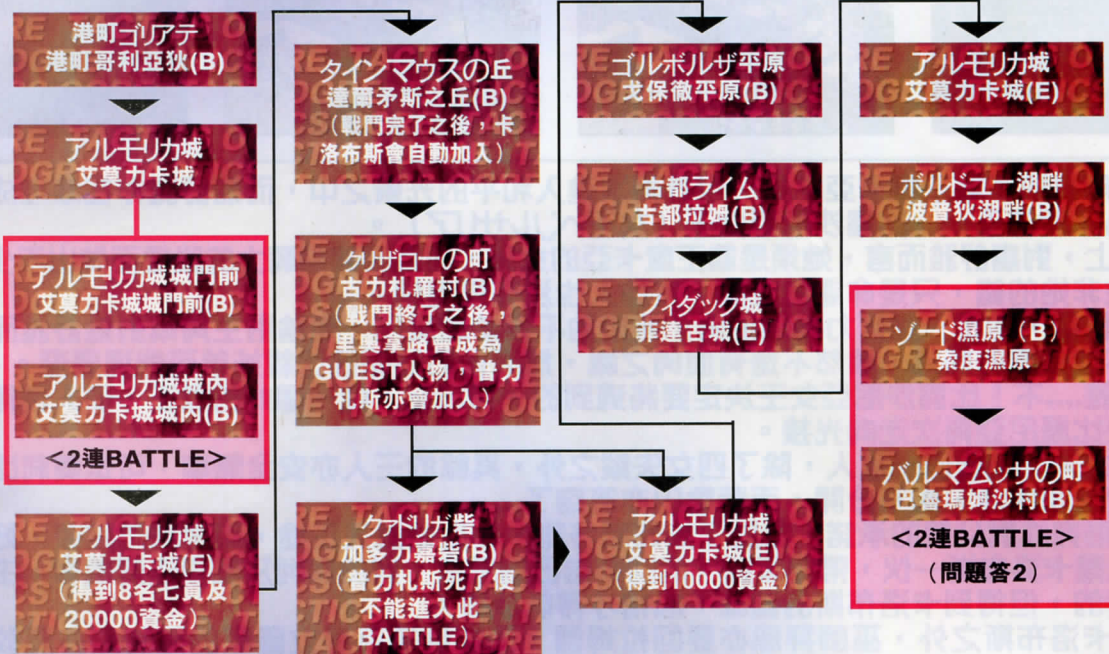 港町ゴリアテ
港町哥利亞狄(B)
アルモリカ城
艾莫力卡城
アルモリカ城城門前
艾莫力卡城城門前(B)
アルモリカ城城內
艾莫力卡城城內(B)
<2連BATTLE>
アルモリカ城
艾莫力卡城(E)
(得到8名士員及
20000資金)
タインマウスの丘
達爾矛斯之丘(B)
(戰鬥完了之後,卡
洛布斯會自動加入)
クリザローの町
古力札羅村(B)
(戰鬥終了之後,
里奧拿路會成為
GUEST人物,普力
札斯亦會加入)
クァドリガ砦
加多力嘉砦(B)
(普力札斯死了便
不能進入此
BATTLE)
アルモリカ城
艾莫力卡城(E)
(得到10000資金)
ゴルボルザ平原
戈保徹平原(B)
古都ライム
古都拉姆(B)
フィダック城
菲達古城(E)
アルモリカ城
艾莫力卡城(E)
ボルドュー湖畔
波普狄湖畔(B)
ゾード濕原(B)
索度濕原
バルマムッサの町
巴魯瑪姆沙村(B)
<2連BATTLE>
(問題答2)